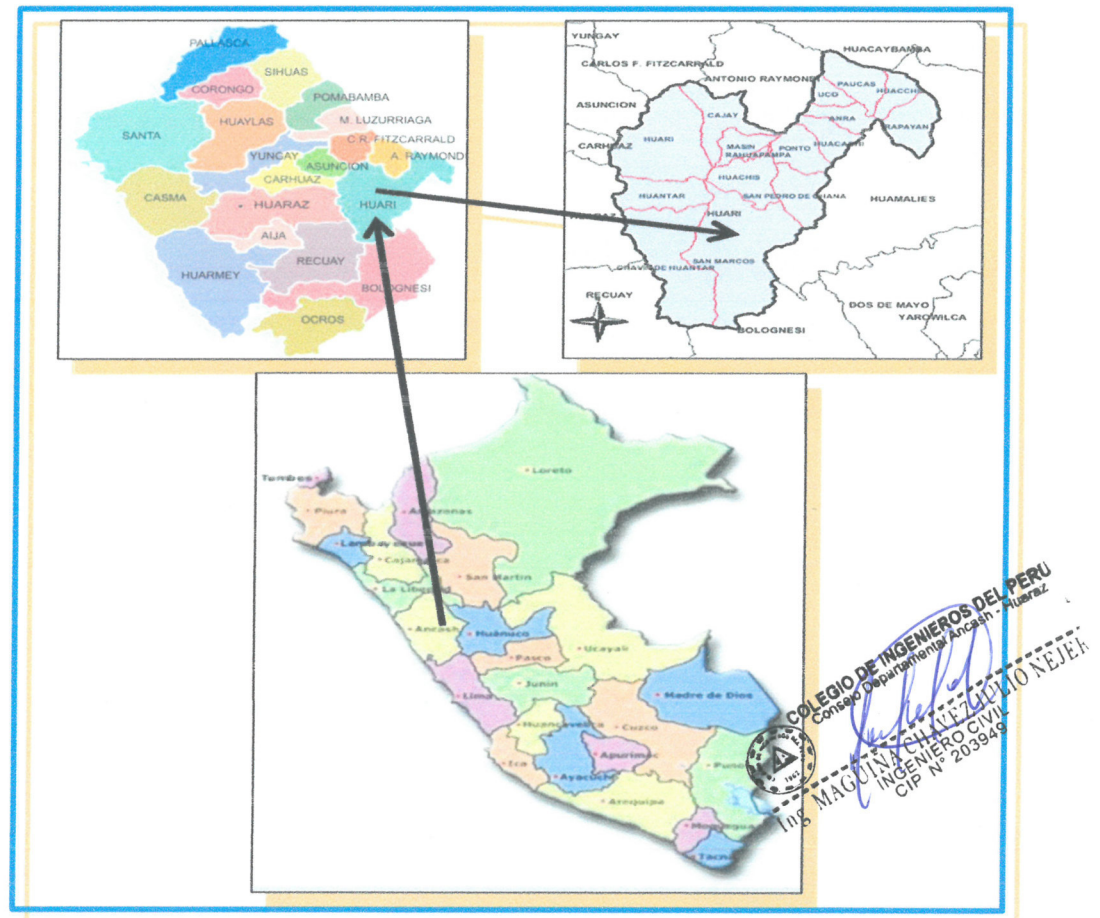 PALLASCA
SIHUAS
CORONGO
POMABAMBA
HUAYLAS
M. LUZURRIAGA
SANTA
C.R. FITZCARRALD
YUNGAY
A. RAYMOND
ASUNCION
CARHUAZ
CASMA
HUARAZ
HUARI
AIJA
RECUAY
HUARMEY
BOLOGNESI
OCROS
YUNGAY
HUACAYBAMBA
CARLOS F. FITZCARRALD
ANTONIO RAYMONDI
PAUCAS
UCO
HUACCHIS
ASUNCION
CAJAY
ANRA
RAPAYAN
HUARI
CARHUAZ
MASIN
PONTO
HUACACHI
RAHUAPAMPA
HUACHIS
HUANTAR
SAN PEDRO DE CHANA
HUAMALIES
HUARI
SAN MARCOS
CHAVIN DE HUANTAR
RECUAY
DOS DE MAYO
YAROWILCA
BOLOGNESI
Loreto
Tumbes
Piura
Amazonas
Lambayeque
Cajamarca
San Martin
La Libertad
Ancash
Huánuco
Ucayali
Pasco
Junin
Lima
Madre de Dios
Huancavelica
Cuzco
Ica
Apurimac
Puno
Ayacucho
Arequipa
Moquegua
Tacna
COLEGIO DE INGENIEROS DEL PERU
Consejo Departamental Ancash - Huaraz
Ing. MAGUINA CHAVEZ
INGENIERO CIVIL
CIP N° 203949